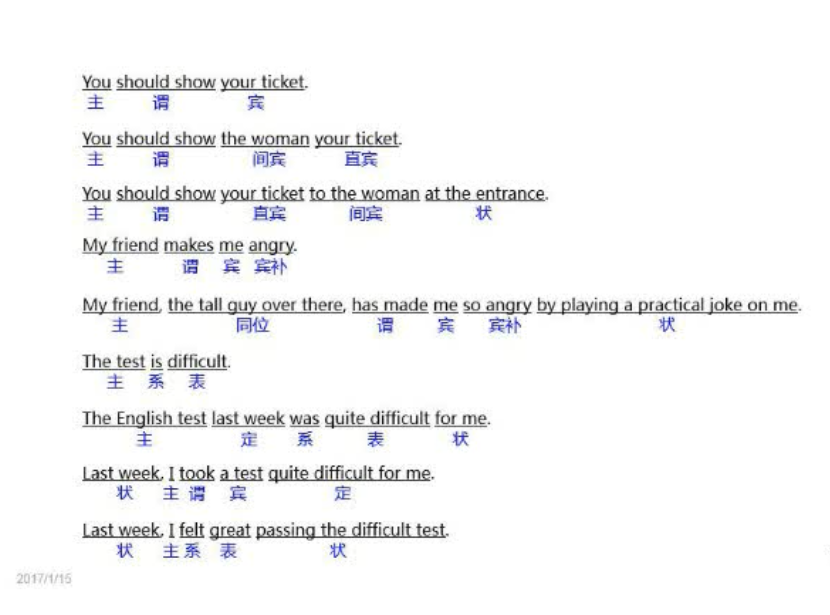 You should show your ticket.
主 谓 宾
You should show the woman your ticket.
主 谓 间宾 直宾
You should show your ticket to the woman at the entrance.
主 谓 直宾 间宾 状
My friend makes me angry.
主 谓 宾 宾补
My friend, the tall guy over there, has made me so angry by playing a practical joke on me.
主 同位 谓 宾 宾补 状
The test is difficult.
主 系 表
The English test last week was quite difficult for me.
主 定 系 表 状
Last week, I took a test quite difficult for me.
状 主 谓 宾 定
Last week, I felt great passing the difficult test.
状 主 系 表 状
2017/1/15